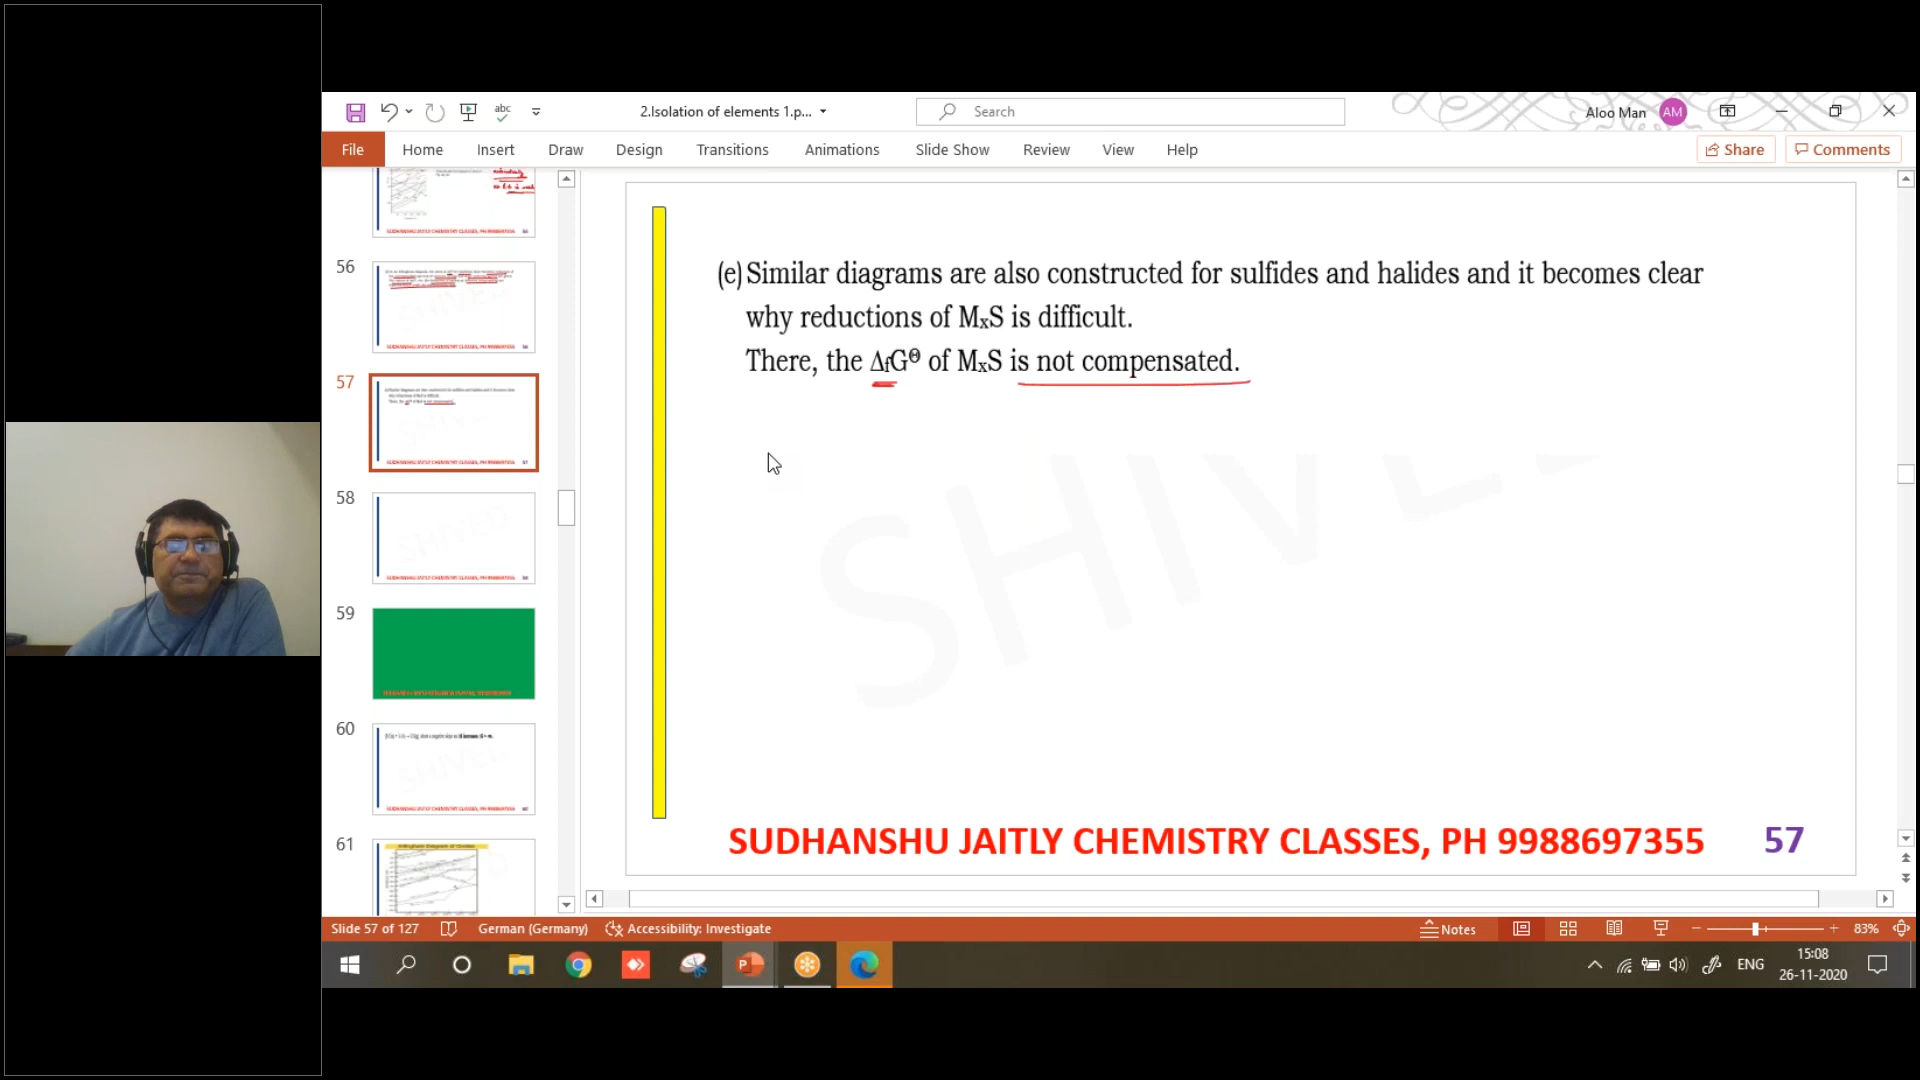 abc
2.Isolation of elements 1.p...
Search
Aloo Man
AM
File
Home
Insert
Draw
Design
Transitions
Animations
Slide Show
Review
View
Help
Share
Comments
56
57
58
59
60
61
(e) Similar diagrams are also constructed for sulfides and halides and it becomes clear
why reductions of MₓS is difficult.
There, the ΔfG⁠Θ of MₓS is not compensated.
SHIVED
SUDHANSHU JAITLY CHEMISTRY CLASSES, PH 9988697355
57
Slide 57 of 127
German (Germany)
Accessibility: Investigate
Notes
83%
ENG
15:08
26-11-2020